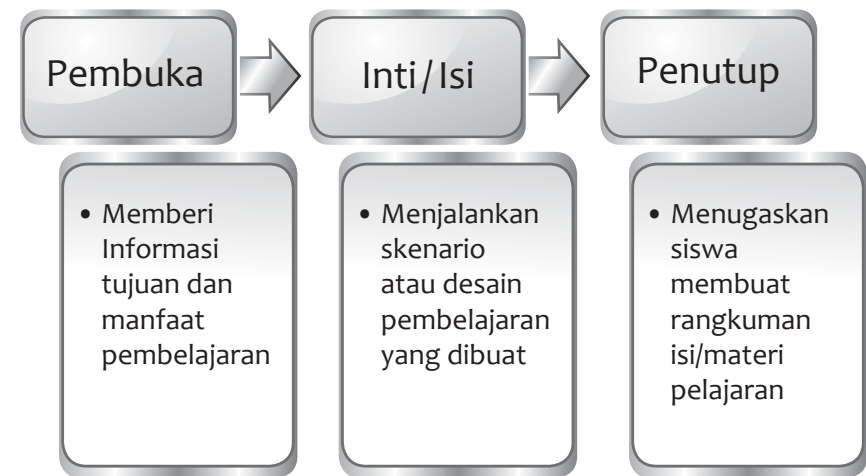 Pembuka
• Memberi
Informasi
tujuan dan
manfaat
pembelajaran
Inti/Isi
• Menjalankan
skenario
atau desain
pembelajaran
yang dibuat
Penutup
• Menugaskan
siswa
membuat
rangkuman
isi/materi
pelajaran